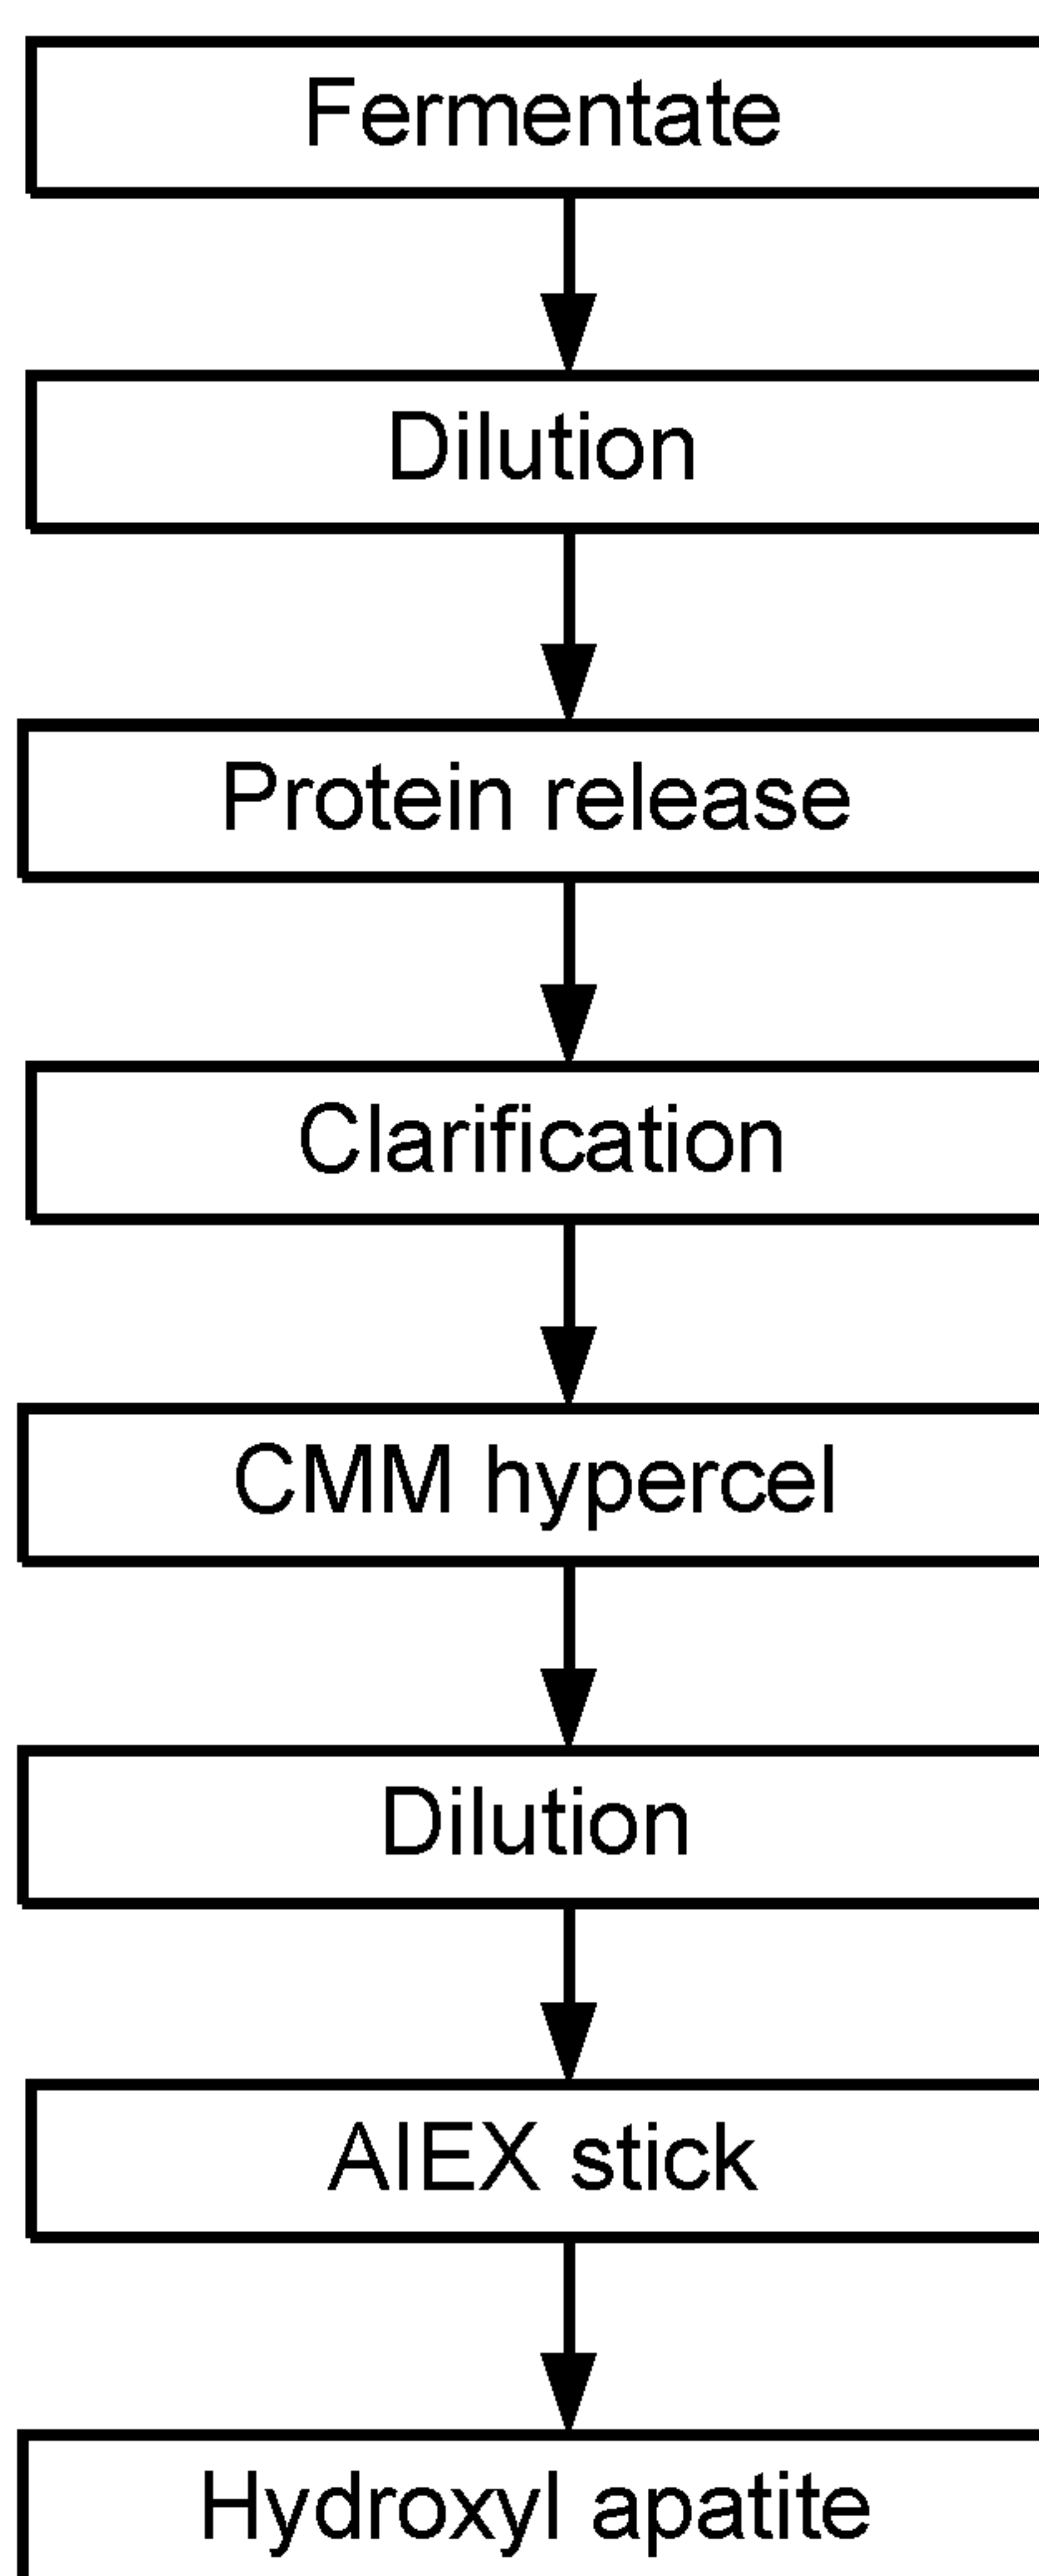 Fermentate
Dilution
Protein release
Clarification
CMM hypercel
Dilution
AIEX stick
Hydroxyl apatite